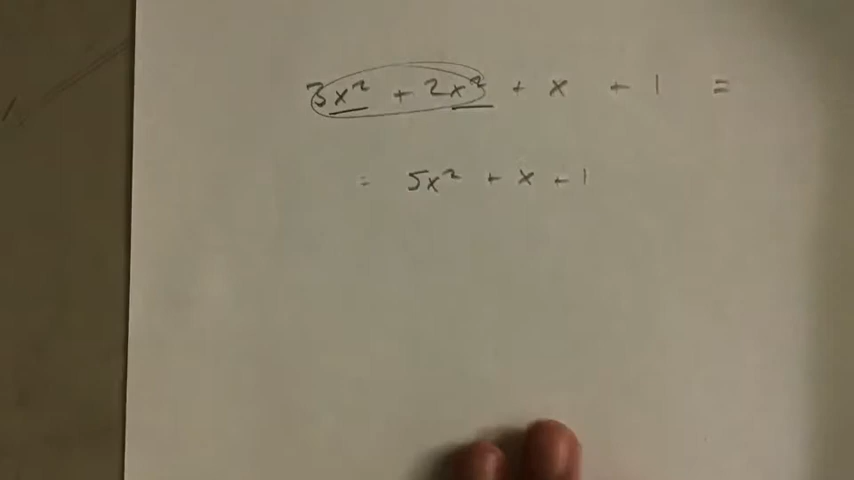 3x² + 2x² + x + 1 =
= 5x² + x + 1